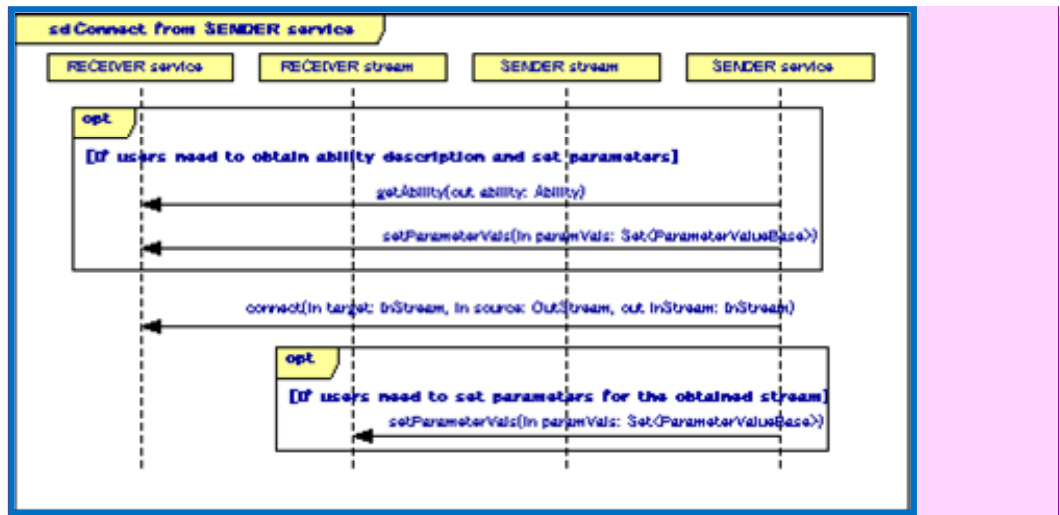 sd Connect from SENDER service
RECEIVER service
RECEIVER stream
SENDER stream
SENDER service
opt
[If users need to obtain ability description and set parameters]
getAbility(out ability: Ability)
setParameterVals(in paramVals: Set<ParameterValueBase>)
connect(in target: InStream, in source: OutStream, out inStream: InStream)
opt
[If users need to set parameters for the obtained stream]
setParameterVals(in paramVals: Set<ParameterValueBase>)